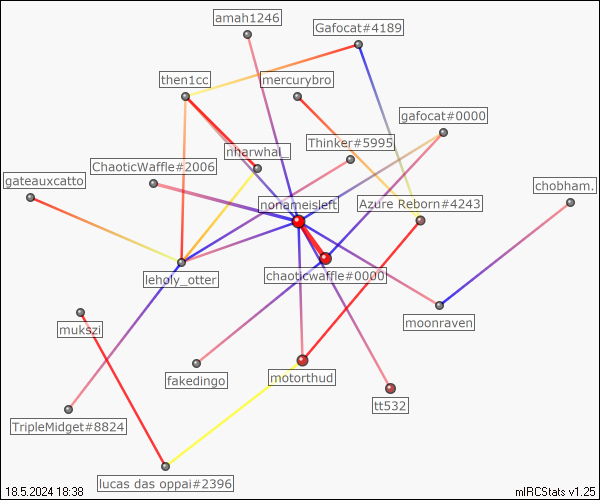 amah1246
Gafocat#4189
then1cc
mercurybro
gafocat#0000
Thinker#5995
nharwhal_
ChaoticWaffle#2006
gateauxcatto
chobham.
nonameisleft
Azure Reborn#4243
leholy_otter
chaoticwaffle#0000
moonraven
mukszi
fakedingo
motorthud
tt532
TripleMidget#8824
lucas das oppai#2396
18.5.2024 18:38
mIRCStats v1.25